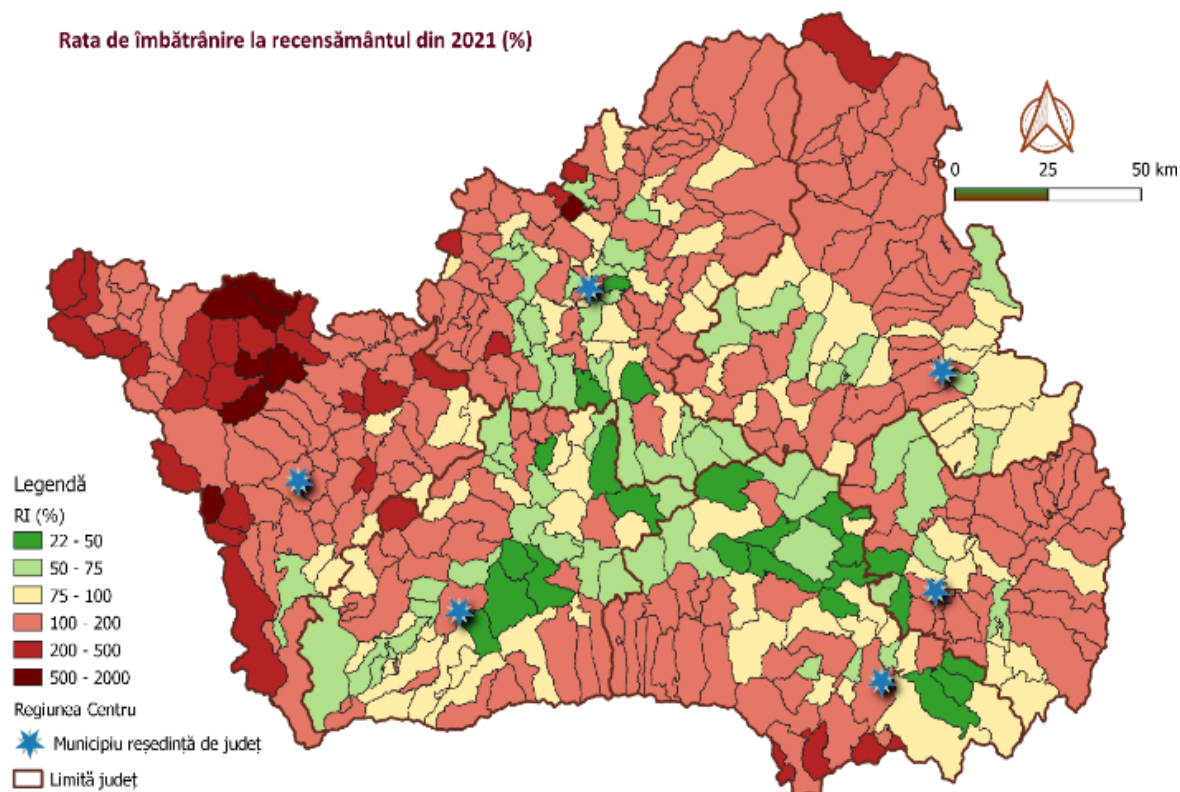 Rata de îmbătrânire la recensământul din 2021 (%)
0 25 50 km
Legendă
RI (%)
22 - 50
50 - 75
75 - 100
100 - 200
200 - 500
500 - 2000
Regiunea Centru
Municipiu reședință de județ
Limită județ